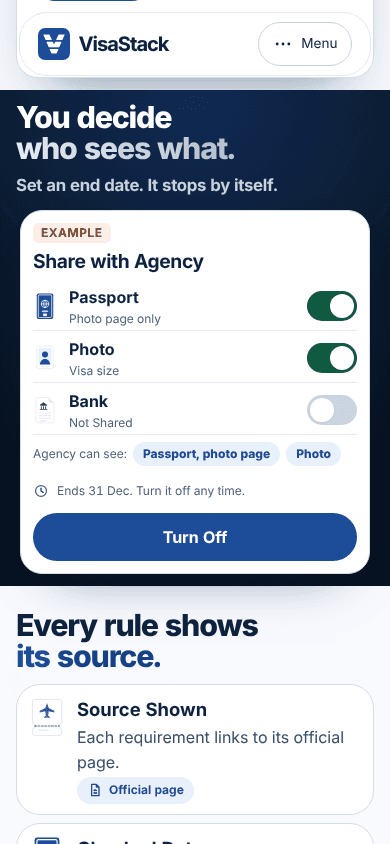 VisaStack
Menu
You decide
who sees what.
Set an end date. It stops by itself.
EXAMPLE
Share with Agency
Passport
Photo page only
Photo
Visa size
Bank
Not Shared
Agency can see: Passport, photo page Photo
Ends 31 Dec. Turn it off any time.
Turn Off
Every rule shows
its source.
Source Shown
Each requirement links to its official
page.
Official page